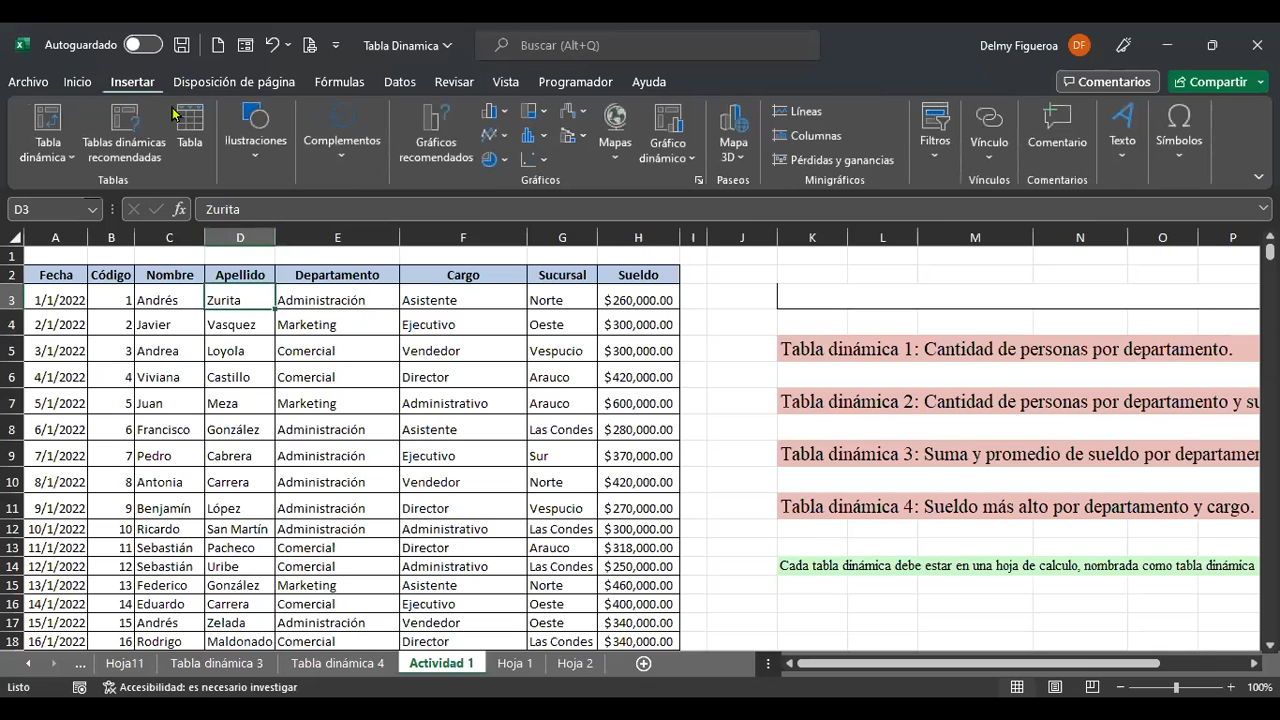 Autoguardado
Tabla Dinamica
Buscar (Alt+Q)
Delmy Figueroa DF
Archivo Inicio Insertar Disposición de página Fórmulas Datos Revisar Vista Programador Ayuda Comentarios Compartir
Tabla dinámica
Tablas dinámicas recomendadas
Tabla
Tablas
Ilustraciones
Complementos
Gráficos recomendados
Mapas
Gráfico dinámico
Gráficos
Mapa 3D
Paseos
Líneas
Columnas
Pérdidas y ganancias
Minigráficos
Filtros
Vínculo
Vínculos
Comentario
Comentarios
Texto
Símbolos
D3 fx Zurita
A B C D E F G H I J K L M N O P
1
2 Fecha Código Nombre Apellido Departamento Cargo Sucursal Sueldo
3 1/1/2022 1 Andrés Zurita Administración Asistente Norte $260,000.00
4 2/1/2022 2 Javier Vasquez Marketing Ejecutivo Oeste $300,000.00
5 3/1/2022 3 Andrea Loyola Comercial Vendedor Vespucio $300,000.00 Tabla dinámica 1: Cantidad de personas por departamento.
6 4/1/2022 4 Viviana Castillo Comercial Director Arauco $420,000.00
7 5/1/2022 5 Juan Meza Marketing Administrativo Arauco $600,000.00 Tabla dinámica 2: Cantidad de personas por departamento y su
8 6/1/2022 6 Francisco González Administración Asistente Las Condes $280,000.00
9 7/1/2022 7 Pedro Cabrera Administración Ejecutivo Sur $370,000.00 Tabla dinámica 3: Suma y promedio de sueldo por departamen
10 8/1/2022 8 Antonia Carrera Administración Vendedor Norte $420,000.00
11 9/1/2022 9 Benjamín López Administración Director Vespucio $270,000.00 Tabla dinámica 4: Sueldo más alto por departamento y cargo.
12 10/1/2022 10 Ricardo San Martín Administración Administrativo Las Condes $300,000.00
13 11/1/2022 11 Sebastián Pacheco Comercial Director Arauco $318,000.00
14 12/1/2022 12 Sebastián Uribe Comercial Administrativo Las Condes $250,000.00 Cada tabla dinámica debe estar en una hoja de calculo, nombrada como tabla dinámica
15 13/1/2022 13 Federico González Marketing Asistente Norte $460,000.00
16 14/1/2022 14 Eduardo Carrera Comercial Ejecutivo Oeste $400,000.00
17 15/1/2022 15 Andrés Zelada Administración Vendedor Oeste $340,000.00
18 16/1/2022 16 Rodrigo Maldonado Comercial Director Las Condes $340,000.00
... Hoja11 Tabla dinámica 3 Tabla dinámica 4 Actividad 1 Hoja 1 Hoja 2
Listo Accesibilidad: es necesario investigar 100%